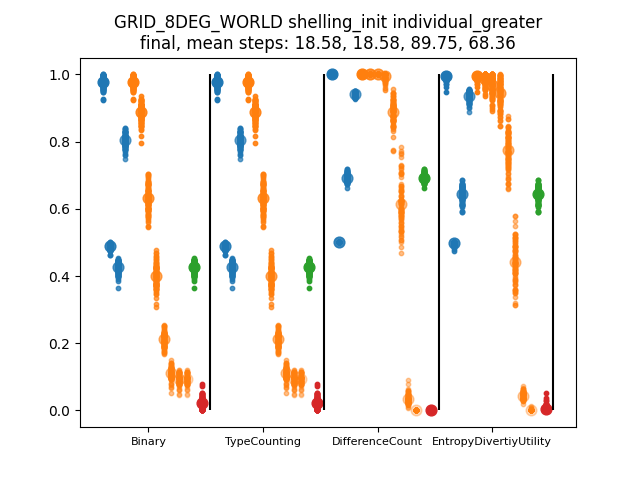 GRID_8DEG_WORLD shelling_init individual_greater
final, mean steps: 18.58, 18.58, 89.75, 68.36
1.0
0.8
0.6
0.4
0.2
0.0
Binary TypeCounting DifferenceCount EntropyDivertiyUtility